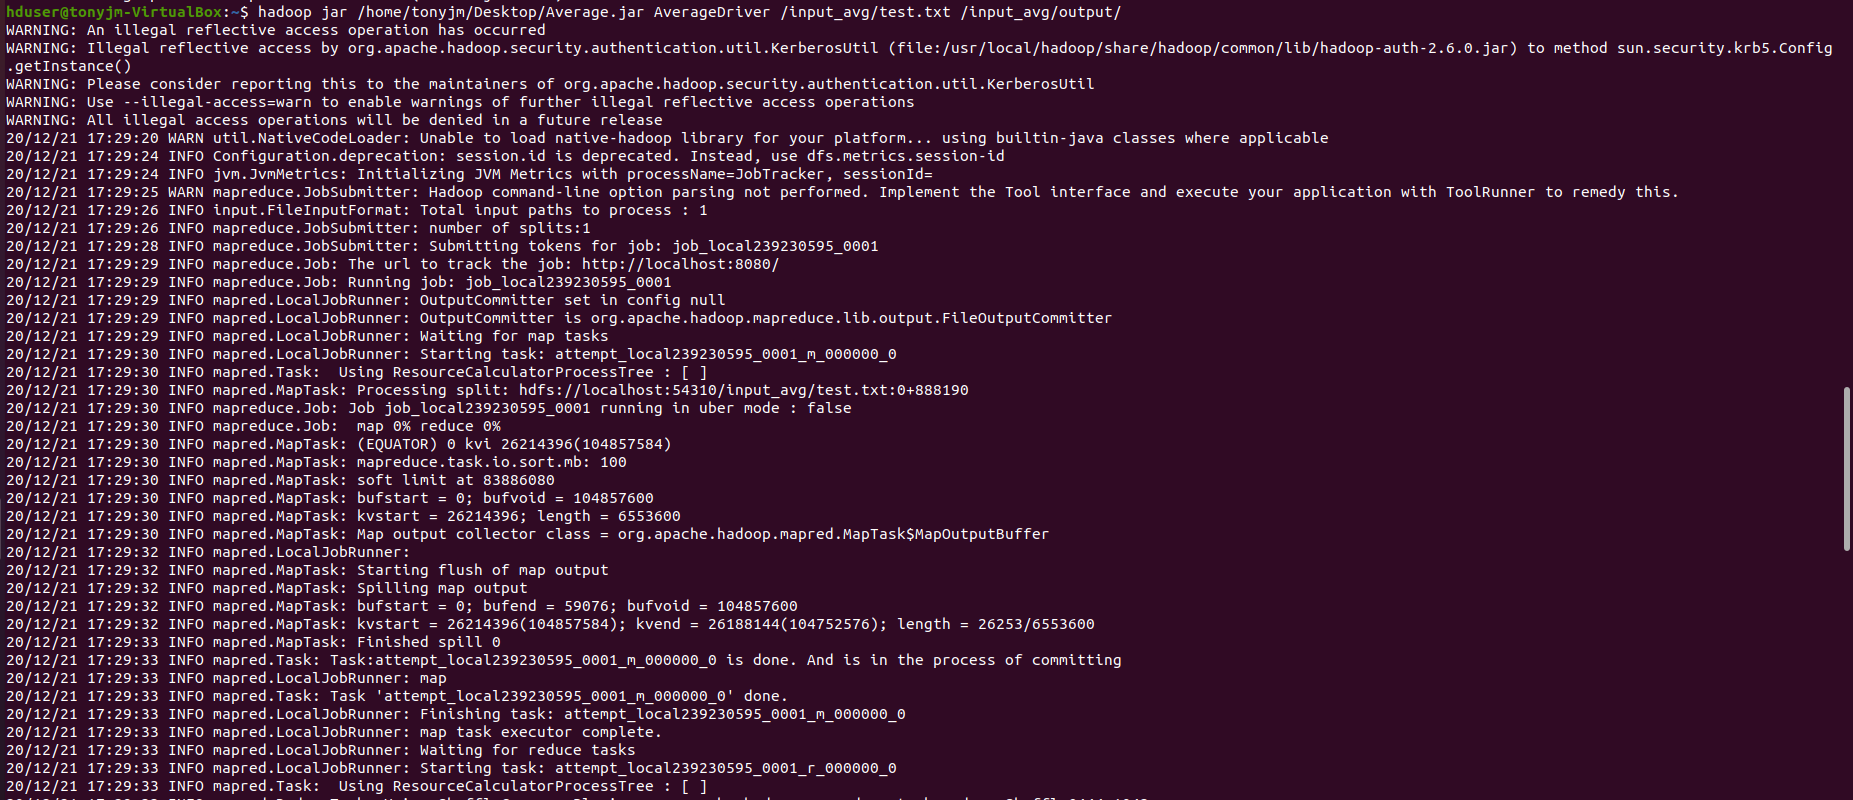 hduser@tonyjm-VirtualBox:~$ hadoop jar /home/tonyjm/Desktop/Average.jar AverageDriver /input_avg/test.txt /input_avg/output/
WARNING: An illegal reflective access operation has occurred
WARNING: Illegal reflective access by org.apache.hadoop.security.authentication.util.KerberosUtil (file:/usr/local/hadoop/share/hadoop/common/lib/hadoop-auth-2.6.0.jar) to method sun.security.krb5.Config
.getInstance()
WARNING: Please consider reporting this to the maintainers of org.apache.hadoop.security.authentication.util.KerberosUtil
WARNING: Use --illegal-access=warn to enable warnings of further illegal reflective access operations
WARNING: All illegal access operations will be denied in a future release
20/12/21 17:29:20 WARN util.NativeCodeLoader: Unable to load native-hadoop library for your platform... using builtin-java classes where applicable
20/12/21 17:29:24 INFO Configuration.deprecation: session.id is deprecated. Instead, use dfs.metrics.session-id
20/12/21 17:29:24 INFO jvm.JvmMetrics: Initializing JVM Metrics with processName=JobTracker, sessionId=
20/12/21 17:29:25 WARN mapreduce.JobSubmitter: Hadoop command-line option parsing not performed. Implement the Tool interface and execute your application with ToolRunner to remedy this.
20/12/21 17:29:26 INFO input.FileInputFormat: Total input paths to process : 1
20/12/21 17:29:26 INFO mapreduce.JobSubmitter: number of splits:1
20/12/21 17:29:28 INFO mapreduce.JobSubmitter: Submitting tokens for job: job_local239230595_0001
20/12/21 17:29:29 INFO mapreduce.Job: The url to track the job: http://localhost:8080/
20/12/21 17:29:29 INFO mapreduce.Job: Running job: job_local239230595_0001
20/12/21 17:29:29 INFO mapred.LocalJobRunner: OutputCommitter set in config null
20/12/21 17:29:29 INFO mapred.LocalJobRunner: OutputCommitter is org.apache.hadoop.mapreduce.lib.output.FileOutputCommitter
20/12/21 17:29:29 INFO mapred.LocalJobRunner: Waiting for map tasks
20/12/21 17:29:30 INFO mapred.LocalJobRunner: Starting task: attempt_local239230595_0001_m_000000_0
20/12/21 17:29:30 INFO mapred.Task:  Using ResourceCalculatorProcessTree : [ ]
20/12/21 17:29:30 INFO mapred.MapTask: Processing split: hdfs://localhost:54310/input_avg/test.txt:0+888190
20/12/21 17:29:30 INFO mapreduce.Job: Job job_local239230595_0001 running in uber mode : false
20/12/21 17:29:30 INFO mapreduce.Job:  map 0% reduce 0%
20/12/21 17:29:30 INFO mapred.MapTask: (EQUATOR) 0 kvi 26214396(104857584)
20/12/21 17:29:30 INFO mapred.MapTask: mapreduce.task.io.sort.mb: 100
20/12/21 17:29:30 INFO mapred.MapTask: soft limit at 83886080
20/12/21 17:29:30 INFO mapred.MapTask: bufstart = 0; bufvoid = 104857600
20/12/21 17:29:30 INFO mapred.MapTask: kvstart = 26214396; length = 6553600
20/12/21 17:29:30 INFO mapred.MapTask: Map output collector class = org.apache.hadoop.mapred.MapTask$MapOutputBuffer
20/12/21 17:29:32 INFO mapred.LocalJobRunner:
20/12/21 17:29:32 INFO mapred.MapTask: Starting flush of map output
20/12/21 17:29:32 INFO mapred.MapTask: Spilling map output
20/12/21 17:29:32 INFO mapred.MapTask: bufstart = 0; bufend = 59076; bufvoid = 104857600
20/12/21 17:29:32 INFO mapred.MapTask: kvstart = 26214396(104857584); kvend = 26188144(104752576); length = 26253/6553600
20/12/21 17:29:33 INFO mapred.MapTask: Finished spill 0
20/12/21 17:29:33 INFO mapred.Task: Task:attempt_local239230595_0001_m_000000_0 is done. And is in the process of committing
20/12/21 17:29:33 INFO mapred.LocalJobRunner: map
20/12/21 17:29:33 INFO mapred.Task: Task 'attempt_local239230595_0001_m_000000_0' done.
20/12/21 17:29:33 INFO mapred.LocalJobRunner: Finishing task: attempt_local239230595_0001_m_000000_0
20/12/21 17:29:33 INFO mapred.LocalJobRunner: map task executor complete.
20/12/21 17:29:33 INFO mapred.LocalJobRunner: Waiting for reduce tasks
20/12/21 17:29:33 INFO mapred.LocalJobRunner: Starting task: attempt_local239230595_0001_r_000000_0
20/12/21 17:29:33 INFO mapred.Task:  Using ResourceCalculatorProcessTree : [ ]